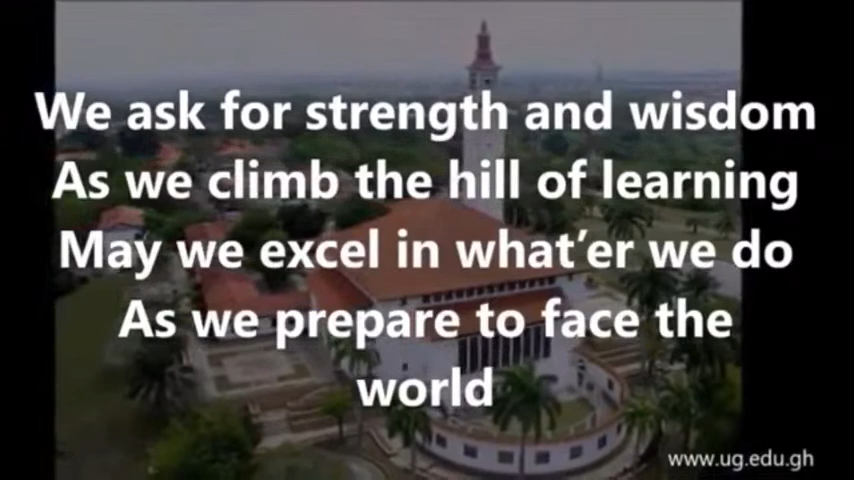 We ask for strength and wisdom
As we climb the hill of learning
May we excel in what’er we do
As we prepare to face the
world
www.ug.edu.gh